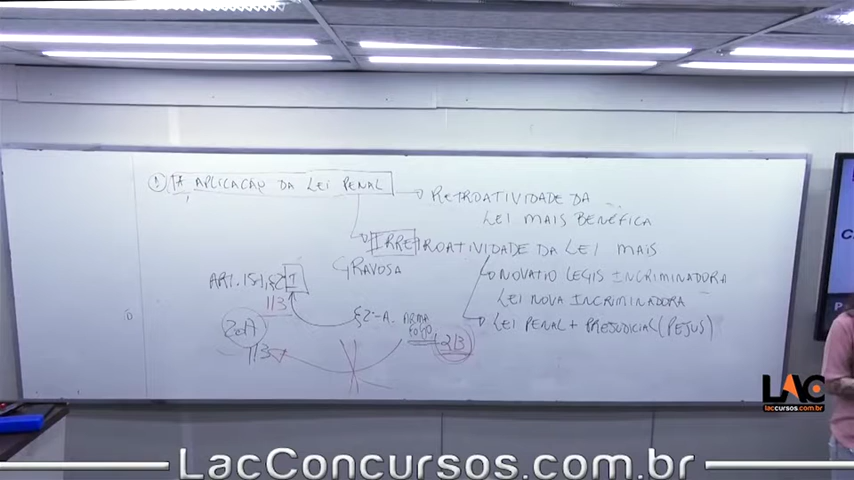 1 A APLICAÇÃO DA LEI PENAL
RETROATIVIDADE DA
LEI MAIS BENÉFICA
IRRETROATIVIDADE DA LEI MAIS
GRAVOSA
NOVATIO LEGIS INCRIMINADORA
LEI NOVA INCRIMINADORA
LEI PENAL + PREJUDICIAL (PEJUS)
ART. 157, §2º I
1/3
§2º-A. ARMA
FOGO
2/3
1/3
LAC
laccursos.com.br
LacConcursos.com.br